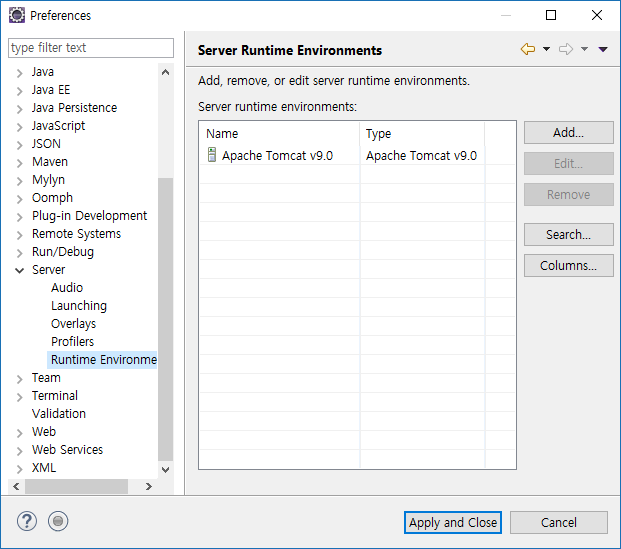 Preferences
type filter text
Java
Java EE
Java Persistence
JavaScript
JSON
Maven
Mylyn
Oomph
Plug-in Development
Remote Systems
Run/Debug
Server
Audio
Launching
Overlays
Profilers
Runtime Environme
Team
Terminal
Validation
Web
Web Services
XML
Server Runtime Environments
Add, remove, or edit server runtime environments.
Server runtime environments:
Name Type
Apache Tomcat v9.0 Apache Tomcat v9.0
Add...
Edit...
Remove
Search...
Columns...
?
Apply and Close Cancel